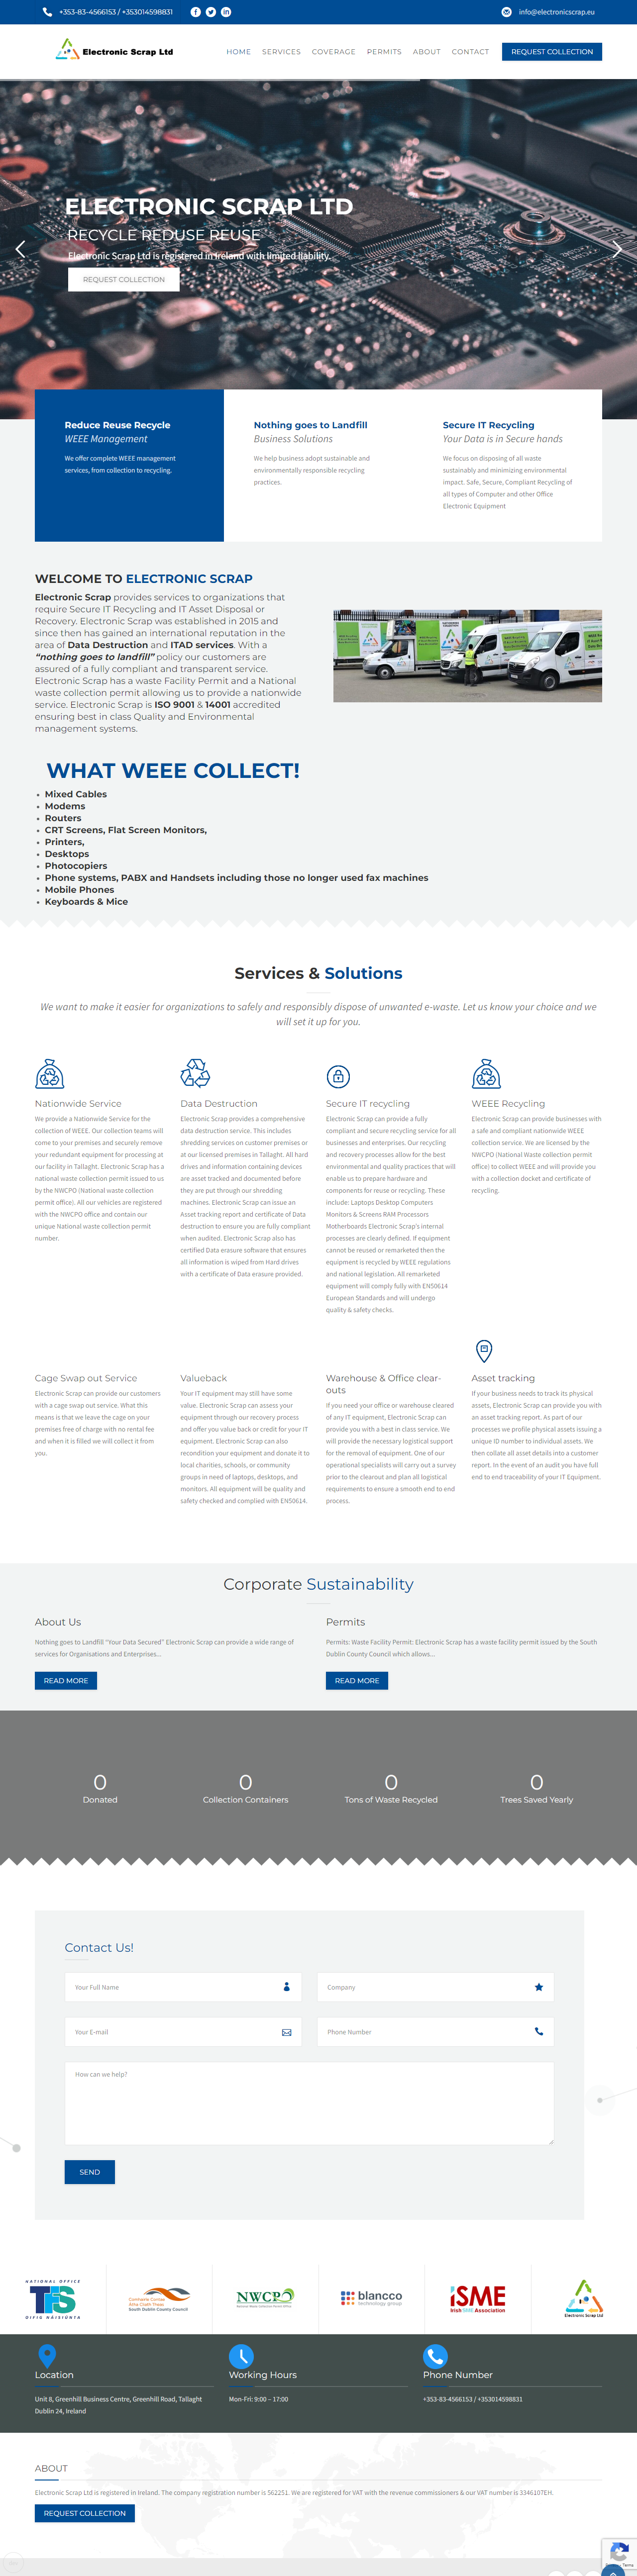 +353-83-4566153 / +353014598831
info@electronicscrap.eu
Electronic Scrap Ltd
HOME SERVICES COVERAGE PERMITS ABOUT CONTACT REQUEST COLLECTION
ELECTRONIC SCRAP LTD
RECYCLE REDUSE REUSE
Electronic Scrap Ltd is registered in Ireland with limited liability.
REQUEST COLLECTION
Reduce Reuse Recycle
WEEE Management
We offer complete WEEE management
services, from collection to recycling.
Nothing goes to Landfill
Business Solutions
We help business adopt sustainable and
environmentally responsible recycling
practices.
Secure IT Recycling
Your Data is in Secure hands
We focus on disposing of all waste
sustainably and minimizing environmental
impact. Safe, Secure, Compliant Recycling of
all types of Computer and other Office
Electronic Equipment
WELCOME TO ELECTRONIC SCRAP
Electronic Scrap provides services to organizations that
require Secure IT Recycling and IT Asset Disposal or
Recovery. Electronic Scrap was established in 2015 and
since then has gained an international reputation in the
area of Data Destruction and ITAD services. With a
“nothing goes to landfill” policy our customers are
assured of a fully compliant and transparent service.
Electronic Scrap has a waste Facility Permit and a National
waste collection permit allowing us to provide a nationwide
service. Electronic Scrap is ISO 9001 & 14001 accredited
ensuring best in class Quality and Environmental
management systems.
WHAT WEEE COLLECT!
Mixed Cables
Modems
Routers
CRT Screens, Flat Screen Monitors,
Printers,
Desktops
Photocopiers
Phone systems, PABX and Handsets including those no longer used fax machines
Mobile Phones
Keyboards & Mice
Services & Solutions
We want to make it easier for organizations to safely and responsibly dispose of unwanted e-waste. Let us know your choice and we
will set it up for you.
Nationwide Service
We provide a Nationwide Service for the
collection of WEEE. Our collection teams will
come to your premises and securely remove
your redundant equipment for processing at
our facility in Tallaght. Electronic Scrap has a
national waste collection permit issued to us
by the NWCPO (National waste collection
permit office). All our vehicles are registered
with the NWCPO office and contain our
unique National waste collection permit
number.
Data Destruction
Electronic Scrap provides a comprehensive
data destruction service. This includes
shredding services on customer premises or
at our licensed premises in Tallaght. All hard
drives and information containing devices
are asset tracked and documented before
they are put through our shredding
machines. Electronic Scrap can issue an
Asset tracking report and certificate of Data
destruction to ensure you are fully compliant
when audited. Electronic Scrap also has
certified Data erasure software that ensures
all information is wiped from Hard drives
with a certificate of Data erasure provided.
Secure IT recycling
Electronic Scrap can provide a fully
compliant and secure recycling service for all
businesses and enterprises. Our recycling
and recovery processes allow for the best
environmental and quality practices that will
enable us to prepare hardware and
components for reuse or recycling. These
include: Laptops Desktop Computers
Monitors & Screens RAM Processors
Motherboards Electronic Scrap's internal
processes are clearly defined. If equipment
cannot be reused or remarketed then the
equipment is recycled by WEEE regulations
and national legislation. All remarketed
equipment will comply fully with EN50614
European Standards and will undergo
quality & safety checks.
WEEE Recycling
Electronic Scrap can provide businesses with
a safe and compliant nationwide WEEE
collection service. We are licensed by the
NWCPO (National Waste collection permit
office) to collect WEEE and will provide you
with a collection docket and certificate of
recycling.
Cage Swap out Service
Electronic Scrap can provide our customers
with a cage swap out service. What this
means is that we leave the cage on your
premises free of charge with no rental fee
and when it is filled we will collect it from
you.
Valueback
Your IT equipment may still have some
value. Electronic Scrap can assess your
equipment through our recovery process
and offer you value back or credit for your IT
equipment. Electronic Scrap can also
recondition your equipment and donate it to
local charities, schools, or community
groups in need of laptops, desktops, and
monitors. All equipment will be quality and
safety checked and complied with EN50614.
Warehouse & Office clear-
outs
If you need your office or warehouse cleared
of any IT equipment, Electronic Scrap can
provide you with a best in class service. We
will provide the necessary logistical support
for the removal of equipment. One of our
operational specialists will carry out a survey
prior to the clearout and plan all logistical
requirements to ensure a smooth end to end
process.
Asset tracking
If your business needs to track its physical
assets, Electronic Scrap can provide you with
an asset tracking report. As part of our
processes we profile physical assets issuing a
unique ID number to individual assets. We
then collate all asset details into a customer
report. In the event of an audit you have full
end to end traceability of your IT Equipment.
Corporate Sustainability
About Us
Nothing goes to Landfill “Your Data Secured” Electronic Scrap can provide a wide range of
services for Organisations and Enterprises...
READ MORE
Permits
Permits: Waste Facility Permit: Electronic Scrap has a waste facility permit issued by the South
Dublin County Council which allows...
READ MORE
0
Donated
0
Collection Containers
0
Tons of Waste Recycled
0
Trees Saved Yearly
Contact Us!
Your Full Name
Company
Your E-mail
Phone Number
How can we help?
SEND
NATIONAL OFFICE
TFS
OIFIG NÁISIÚNTA
Comhairle Contae
Átha Cliath Theas
South Dublin County Council
NWCPO
National Waste Collection Permit Office
blancco
technology group
iSME
Irish SME Association
Electronic Scrap Ltd
Location
Unit 8, Greenhill Business Centre, Greenhill Road, Tallaght
Dublin 24, Ireland
Working Hours
Mon-Fri: 9:00 – 17:00
Phone Number
+353-83-4566153 / +353014598831
ABOUT
Electronic Scrap Ltd is registered in Ireland. The company registration number is 562251. We are registered for VAT with the revenue commissioners & our VAT number is 3346107EH.
REQUEST COLLECTION